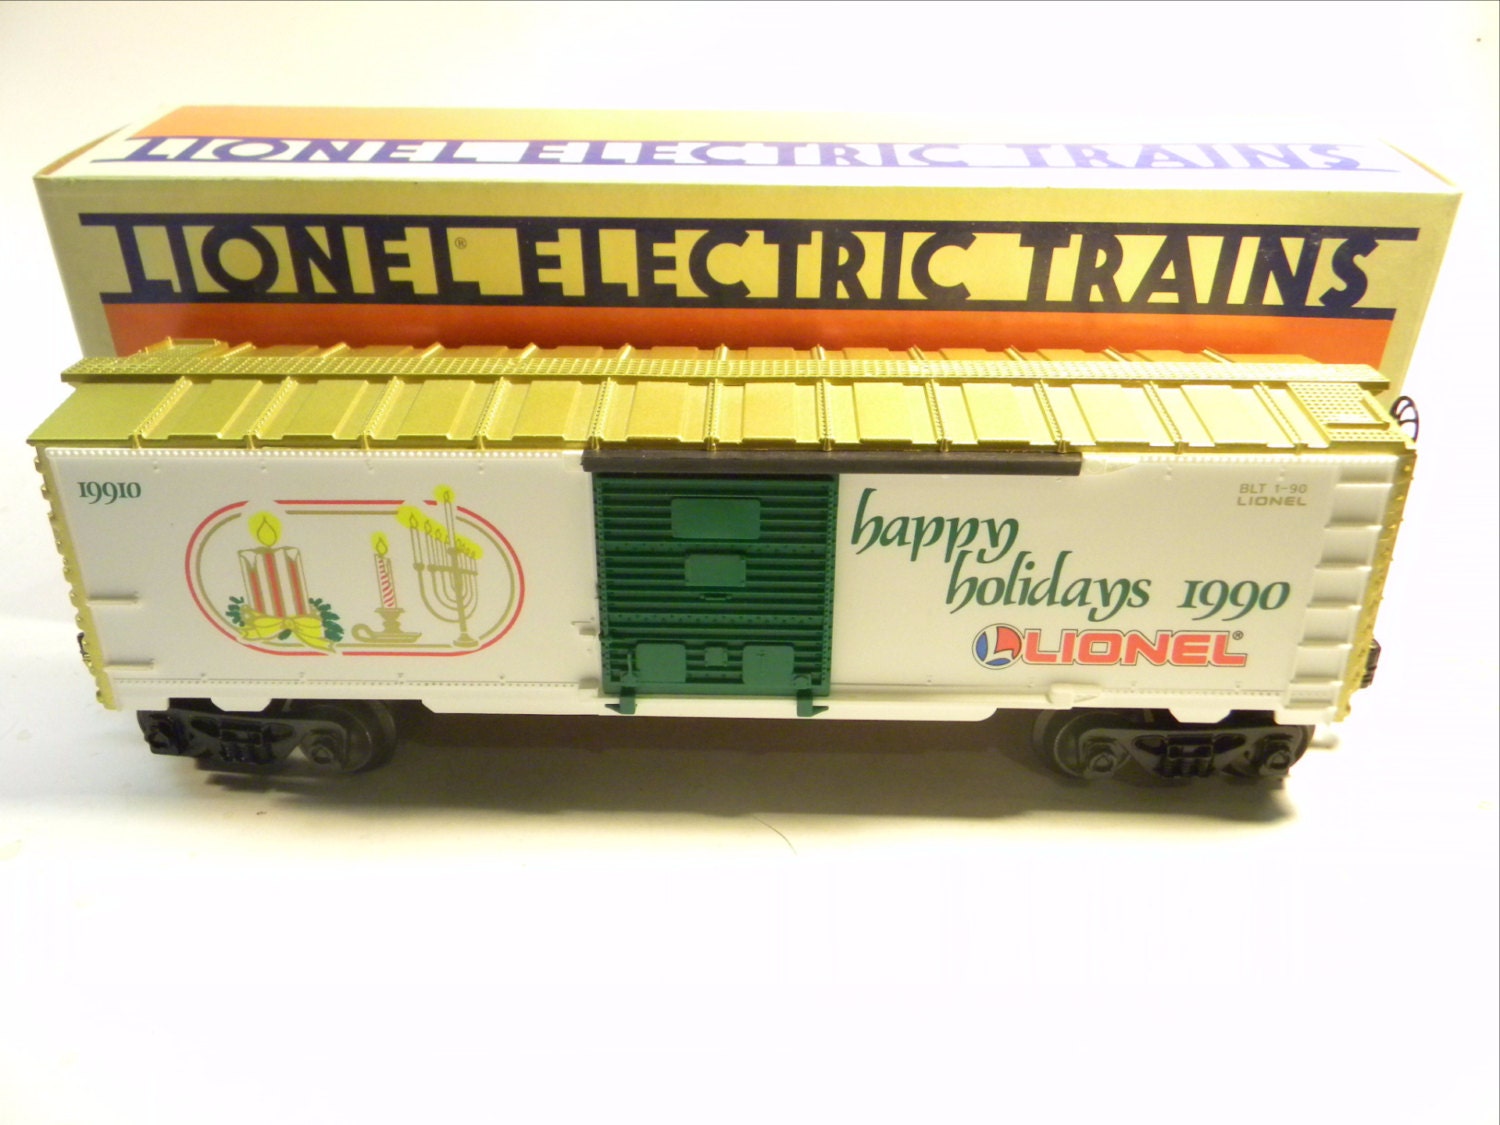 LIONEL ELECTRIC TRAINS
LIONEL® ELECTRIC TRAINS
19910
BLT 1-90
LIONEL
happy
holidays 1990
L LIONEL®